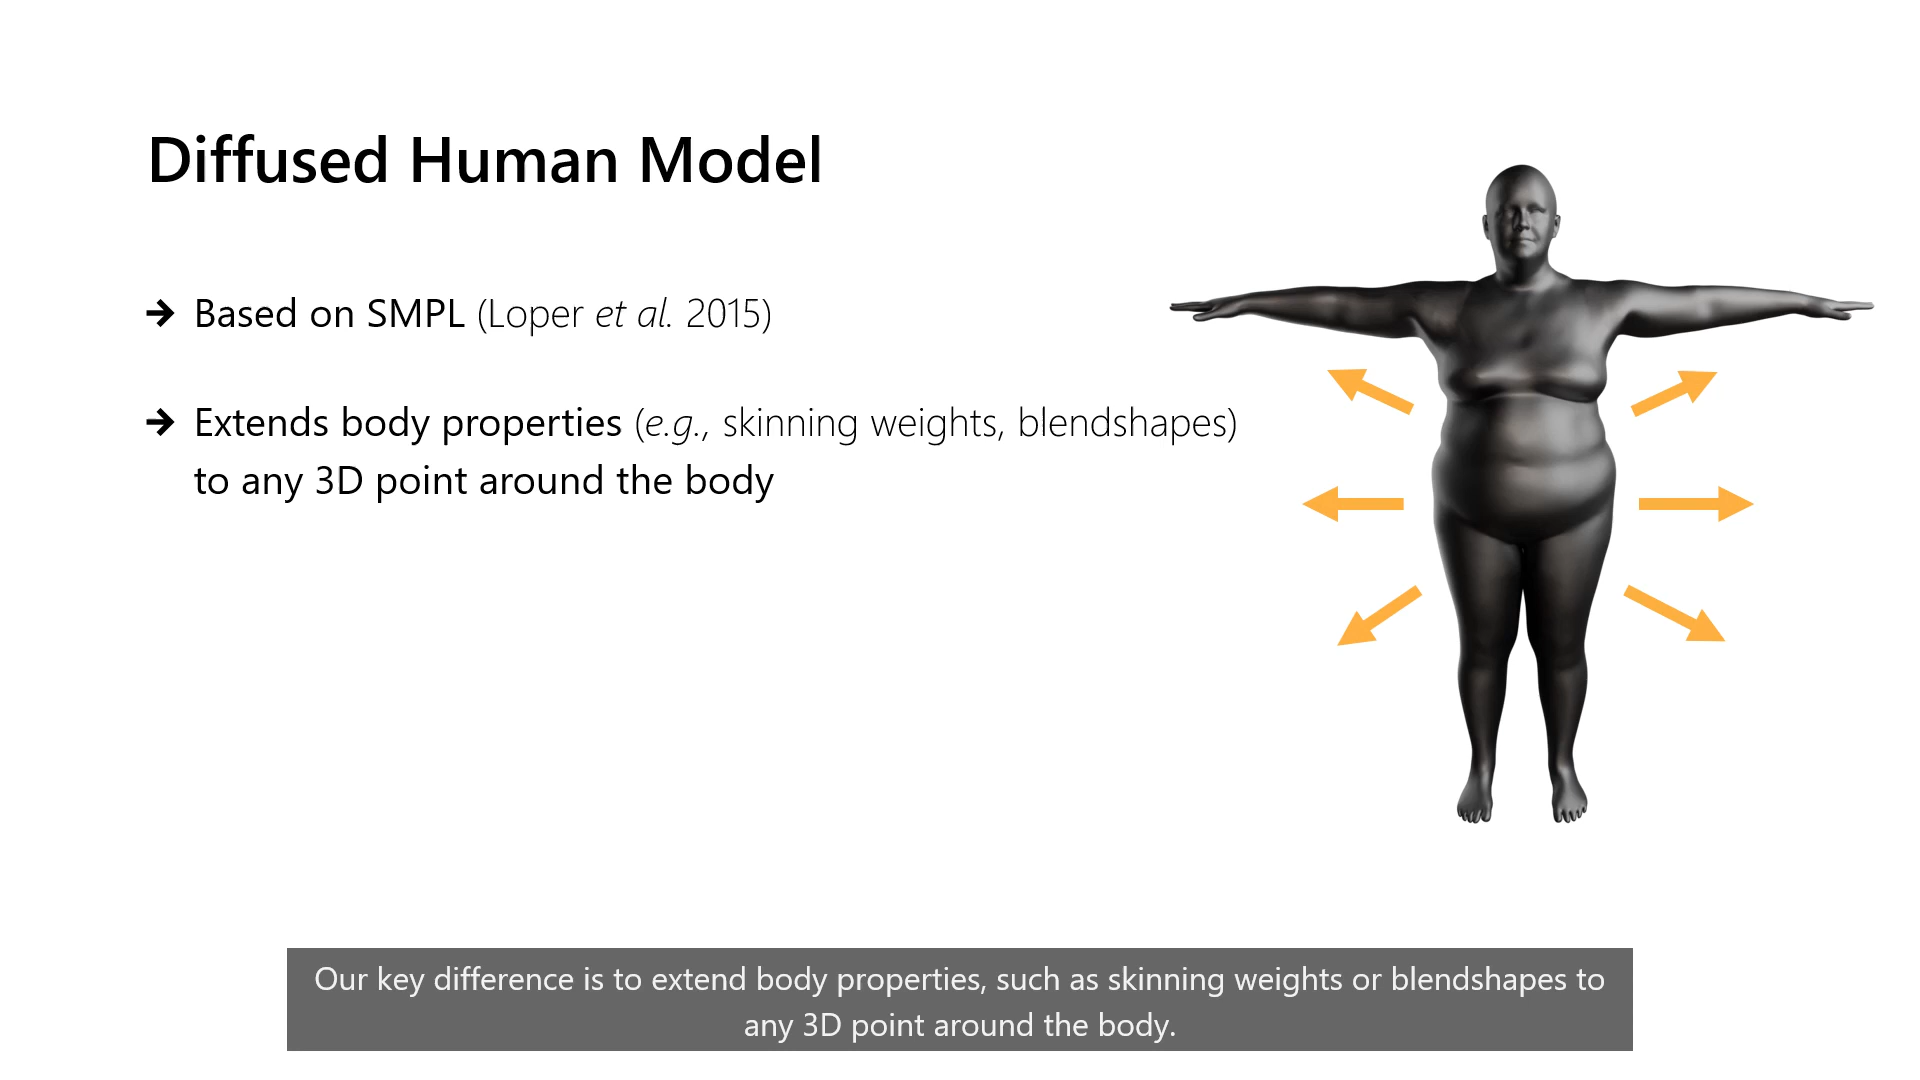 Diffused Human Model
→ Based on SMPL (Loper et al. 2015)
→ Extends body properties (e.g., skinning weights, blendshapes)
to any 3D point around the body
Our key difference is to extend body properties, such as skinning weights or blendshapes to
any 3D point around the body.